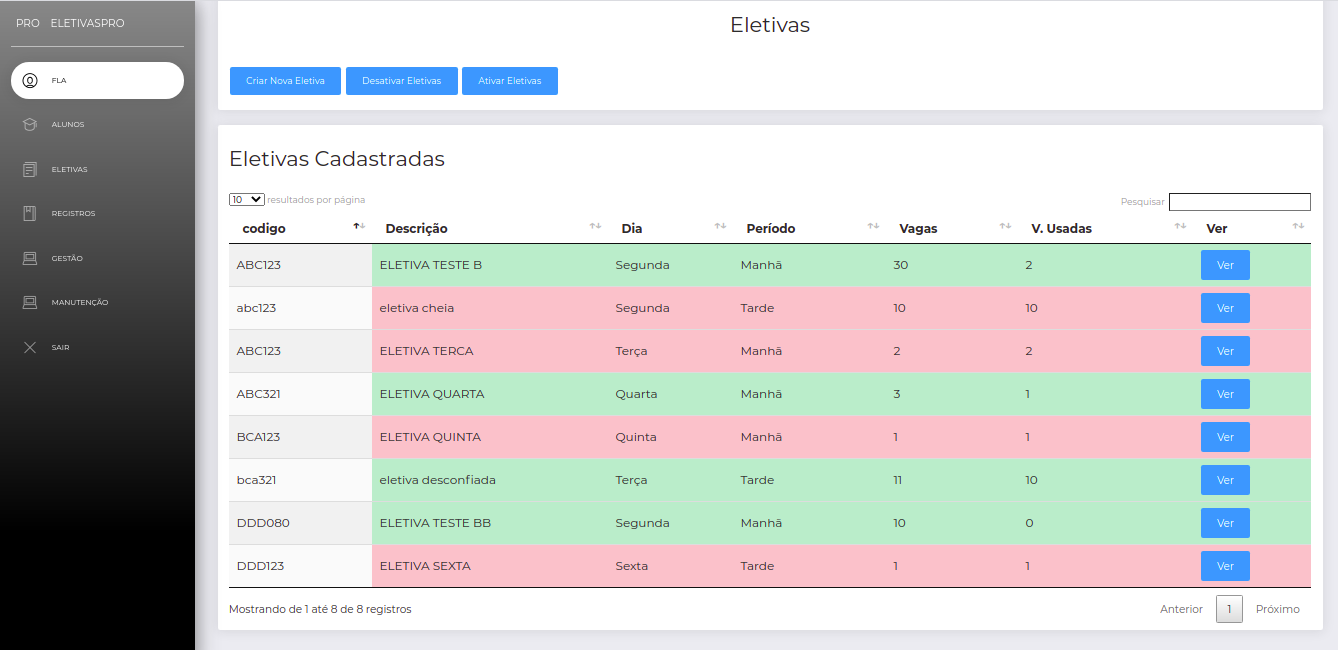 PRO ELETIVASPRO
FLA
ALUNOS
ELETIVAS
REGISTROS
GESTÃO
MANUTENÇÃO
SAIR
Eletivas
Criar Nova Eletiva Desativar Eletivas Ativar Eletivas
Eletivas Cadastradas
10 resultados por página Pesquisar
codigo Descrição Dia Período Vagas V. Usadas Ver
ABC123 ELETIVA TESTE B Segunda Manhã 30 2 Ver
abc123 eletiva cheia Segunda Tarde 10 10 Ver
ABC123 ELETIVA TERCA Terça Manhã 2 2 Ver
ABC321 ELETIVA QUARTA Quarta Manhã 3 1 Ver
BCA123 ELETIVA QUINTA Quinta Manhã 1 1 Ver
bca321 eletiva desconfiada Terça Tarde 11 10 Ver
DDD080 ELETIVA TESTE BB Segunda Manhã 10 0 Ver
DDD123 ELETIVA SEXTA Sexta Tarde 1 1 Ver
Mostrando de 1 até 8 de 8 registros Anterior 1 Próximo